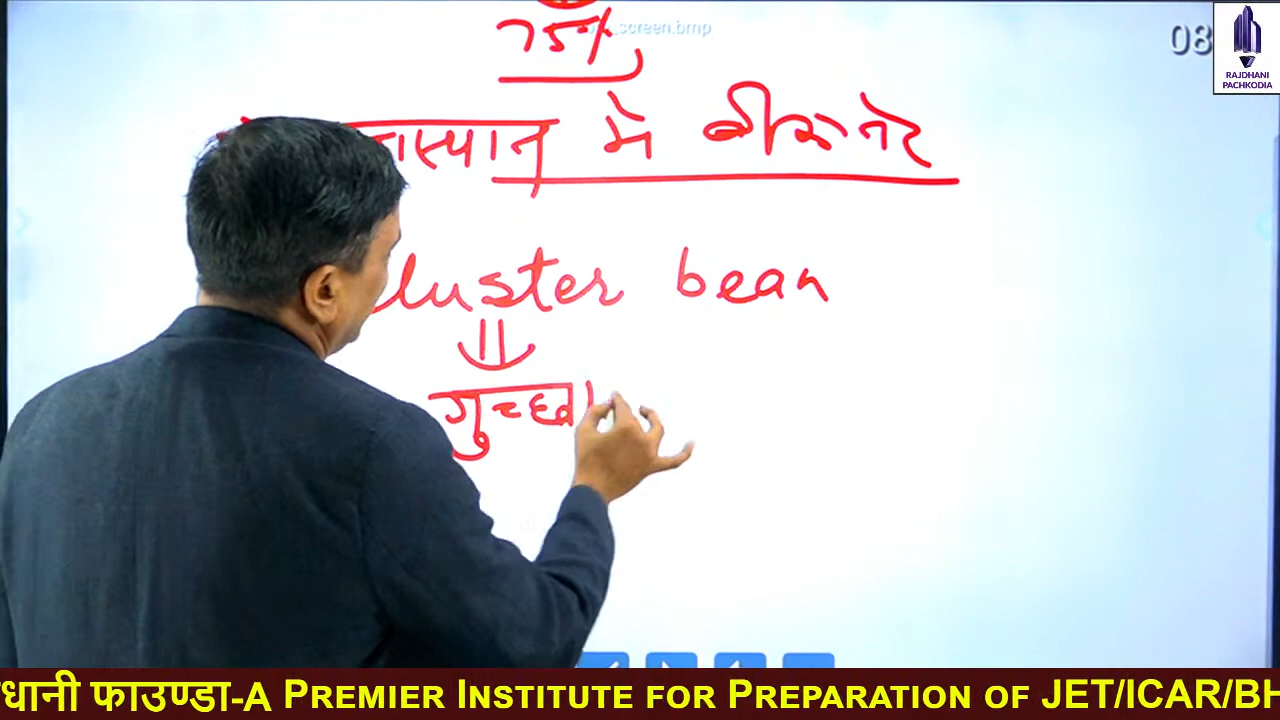 screen.bmp
08
RAJDHANI
PACHKODIA
75%
में बीकानेर
luster bean
गुच्छ
धानी फाउण्डा-A PREMIER INSTITUTE FOR PREPARATION OF JET/ICAR/BH